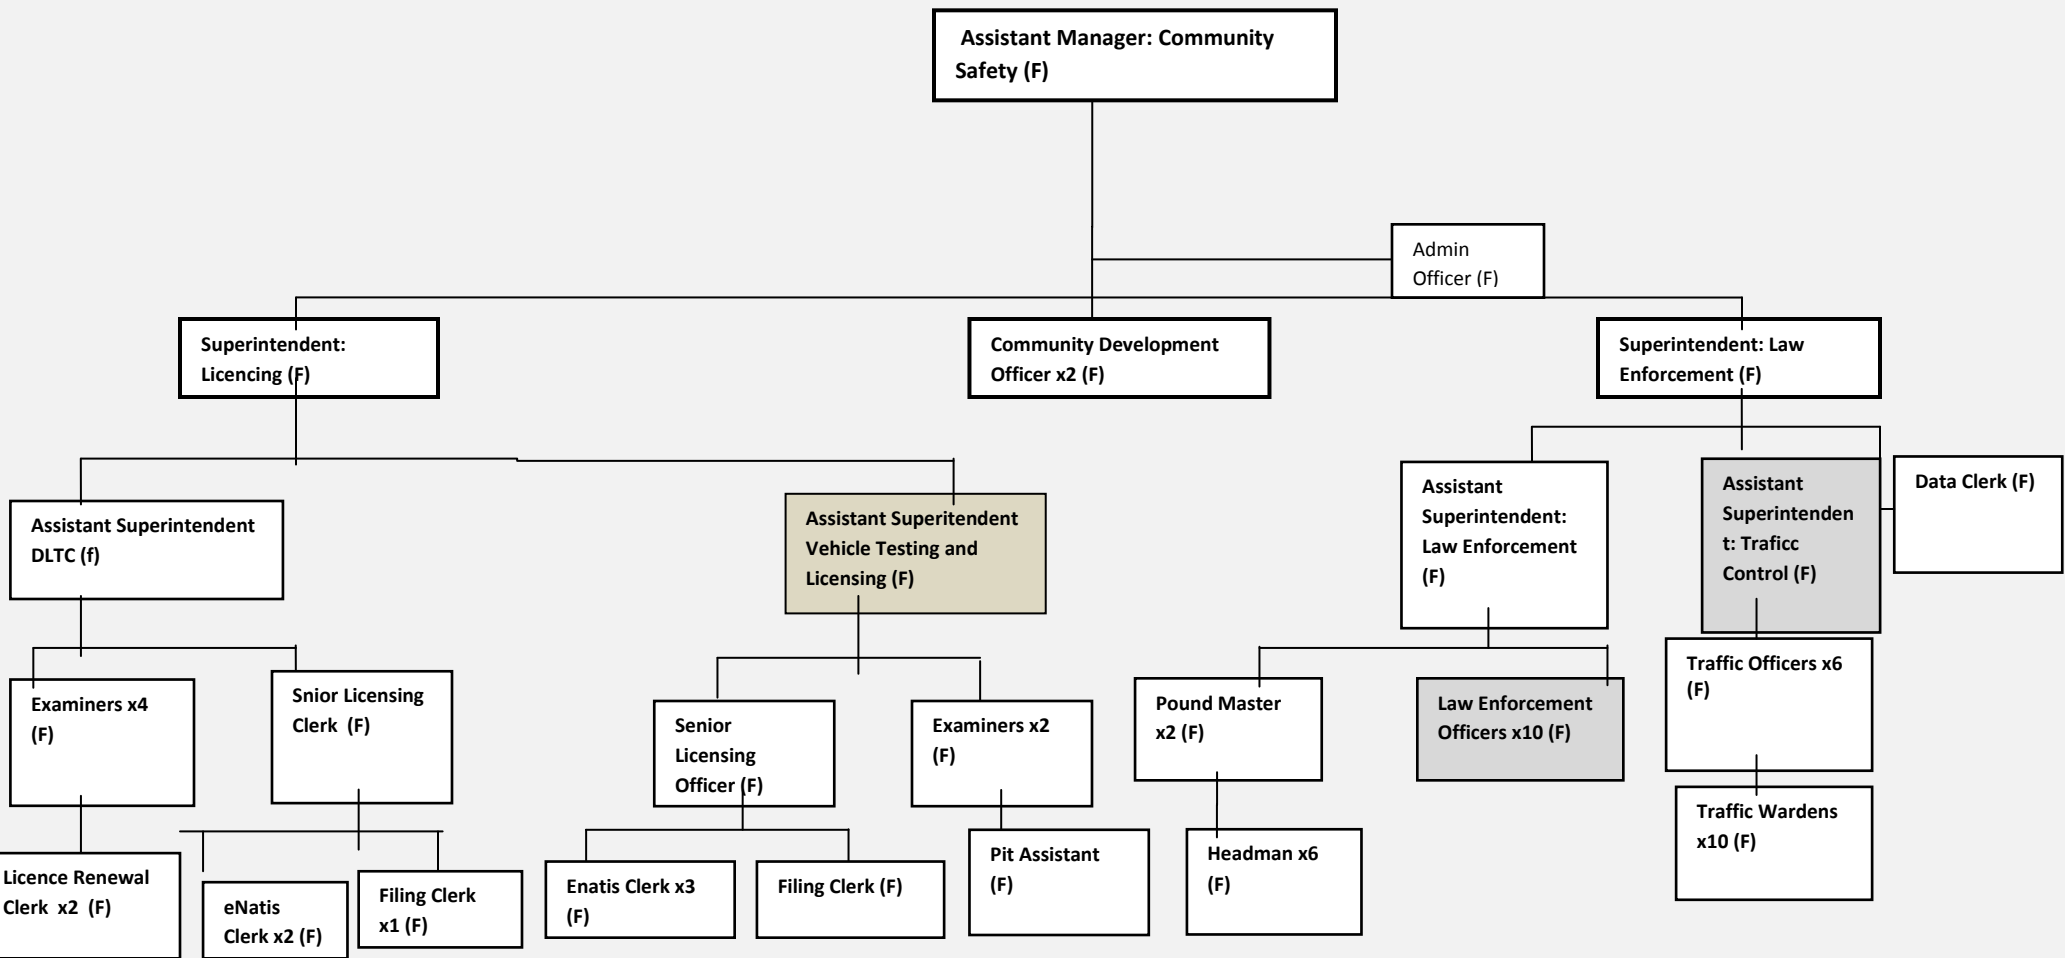 Assistant Manager: Community
Safety (F)
Admin
Officer (F)
Superintendent:
Licencing (F)
Community Development
Officer x2 (F)
Superintendent: Law
Enforcement (F)
Assistant Superintendent
DLTC (f)
Assistant Superitendent
Vehicle Testing and
Licensing (F)
Assistant
Superintendent:
Law Enforcement
(F)
Assistant
Superintenden
t: Traficc
Control (F)
Data Clerk (F)
Examiners x4
(F)
Snior Licensing
Clerk (F)
Senior
Licensing
Officer (F)
Examiners x2
(F)
Pound Master
x2 (F)
Law Enforcement
Officers x10 (F)
Traffic Officers x6
(F)
Licence Renewal
Clerk x2 (F)
eNatis
Clerk x2 (F)
Filing Clerk
x1 (F)
Enatis Clerk x3
(F)
Filing Clerk (F)
Pit Assistant
(F)
Headman x6
(F)
Traffic Wardens
x10 (F)